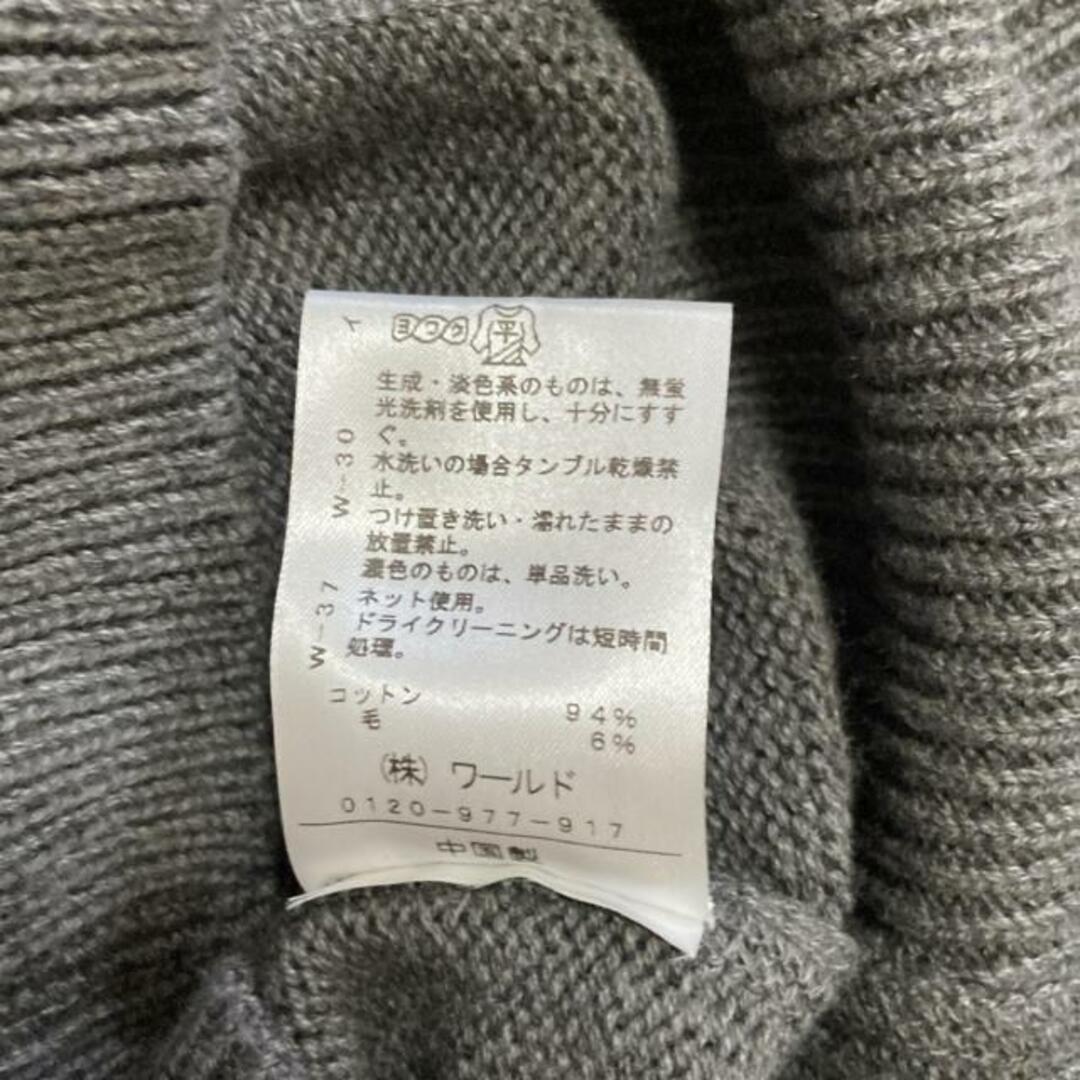 ヨワク 平
生成・淡色系のものは、無蛍
光洗剤を使用し、十分にすす
ぐ。
水洗いの場合タンブル乾燥禁
止。
つけ置き洗い・濡れたままの
放置禁止。
濃色のものは、単品洗い。
ネット使用。
ドライクリーニングは短時間
処理。
イ
W-30
W-37
コットン 94%
毛 6%
(株) ワールド
0120-977-917
中国製